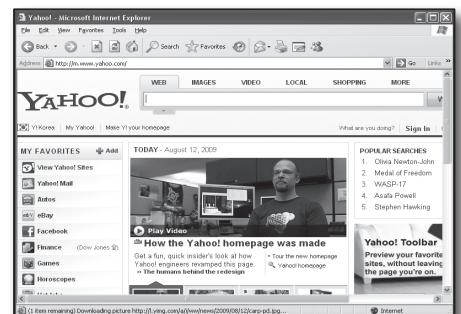 Yahoo! - Microsoft Internet Explorer
File Edit View Favorites Tools Help
Back Search Favorites
Address http://m.www.yahoo.com/ Go Links
WEB IMAGES VIDEO LOCAL SHOPPING MORE
YAHOO!
Y! Korea My Yahoo! Make Y! your homepage
What are you doing? Sign In
MY FAVORITES Add
View Yahoo! Sites
Yahoo! Mail
Autos
eBay
Facebook
Finance (Dow Jones)
Games
Horoscopes
TODAY - August 12, 2009
Play Video
How the Yahoo! homepage was made
Get a fun, quick insider's look at how
Yahoo! engineers revamped this page.
» The humans behind the redesign
• Tour the new homepage
Yahoo! homepage
POPULAR SEARCHES
1. Olivia Newton-John
2. Medal of Freedom
3. WASP-17
4. Asafa Powell
5. Stephen Hawking
Yahoo! Toolbar
Preview your favorite
sites, without leaving
the page you're on.
(1 item remaining) Downloading picture http://l.yimg.com/a/i/ww/news/2009/08/12/carp-pd.jpg...
Internet